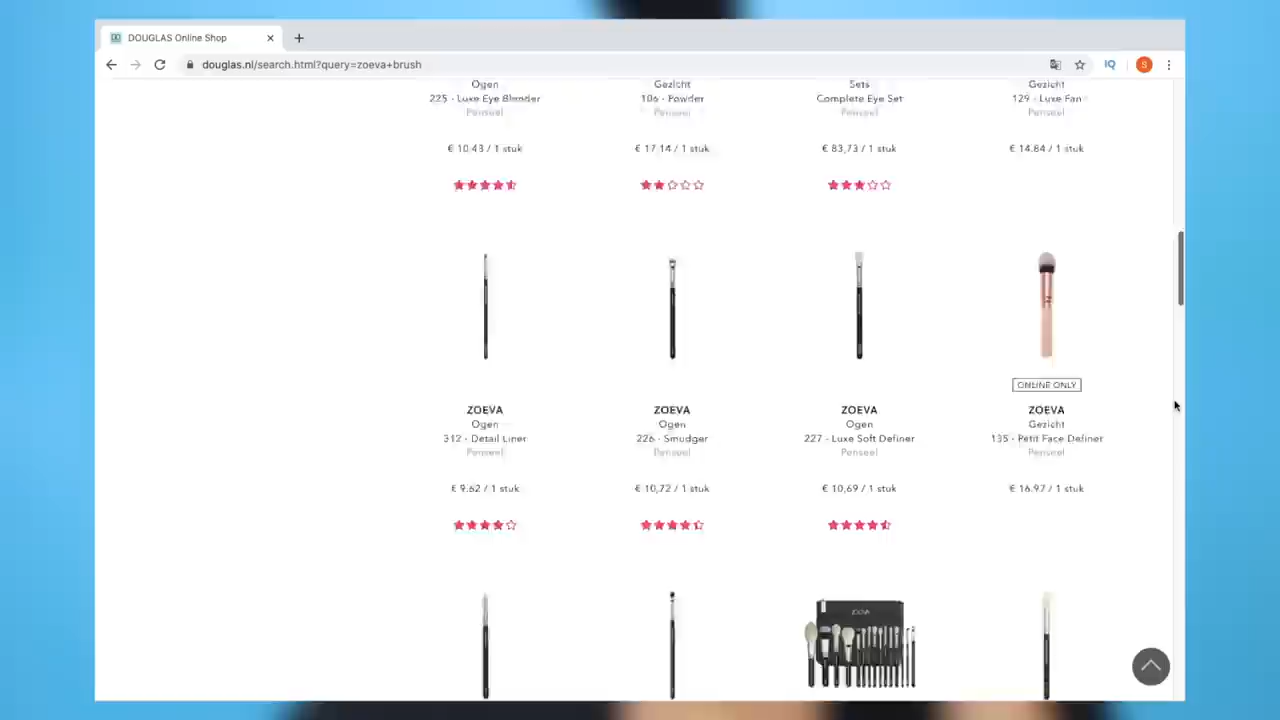 DOUGLAS Online Shop
douglas.nl/search.html?query=zoeva+brush
IQ
S
Ogen
225 - Luxe Eye Blender
Penseel
€ 10,43 / 1 stuk
Gezicht
106 - Powder
Penseel
€ 17,14 / 1 stuk
Sets
Complete Eye Set
Penseel
€ 83,73 / 1 stuk
Gezicht
129 - Luxe Fan
Penseel
€ 14,84 / 1 stuk
ZOEVA
Ogen
312 - Detail Liner
Penseel
€ 9,62 / 1 stuk
ZOEVA
Ogen
226 - Smudger
Penseel
€ 10,72 / 1 stuk
ZOEVA
Ogen
227 - Luxe Soft Definer
Penseel
€ 10,69 / 1 stuk
ONLINE ONLY
ZOEVA
Gezicht
135 - Petit Face Definer
Penseel
€ 16,97 / 1 stuk
ZOEVA